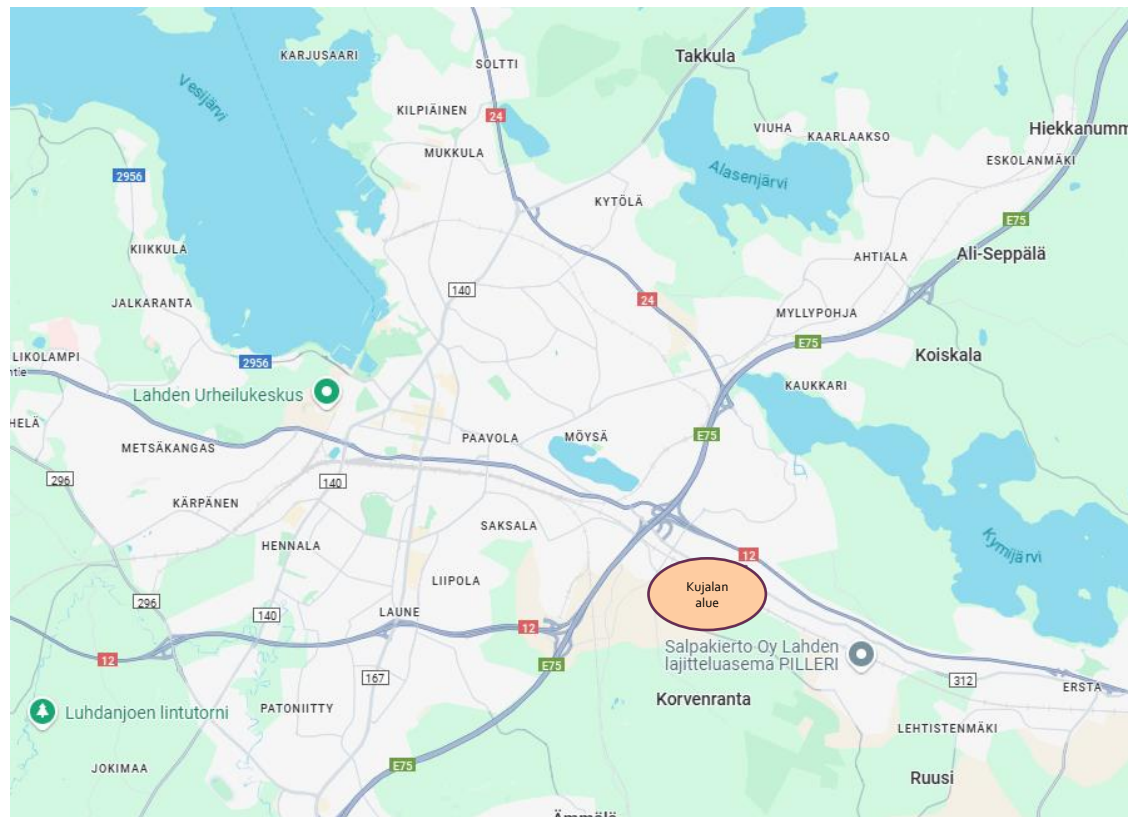 KARJUSAARI
SOLTTI
Takkula
Vesijärvi
KILPIÄINEN
24
VIUHA
KAARLAAKSO
Hiekkanumm
MUKKULA
ESKOLANMÄKI
Alasenjärvi
2956
KYTÖLÄ
E75
KIIKKULA
AHTIALA
Ali-Seppälä
140
JALKARANTA
24
MYLLYPOHJA
E75
LIKOLAMPI
2956
Koiskala
ntie
KAUKKARI
Lahden Urheilukeskus
HELÄ
METSÄKANGAS
PAAVOLA
MÖYSÄ
E75
296
140
KÄRPÄNEN
SAKSALA
Kymijärvi
HENNALA
12
LIIPOLA
Kujalan
alue
296
140
LAUNE
12
Salpakierto Oy Lahden
lajitteluasema PILLERI
12
E75
167
312
ERSTA
Luhdanjoen lintutorni
PATONIITTY
Korvenranta
LEHTISTENMÄKI
JOKIMAA
E75
Ruusi
Ämmälä